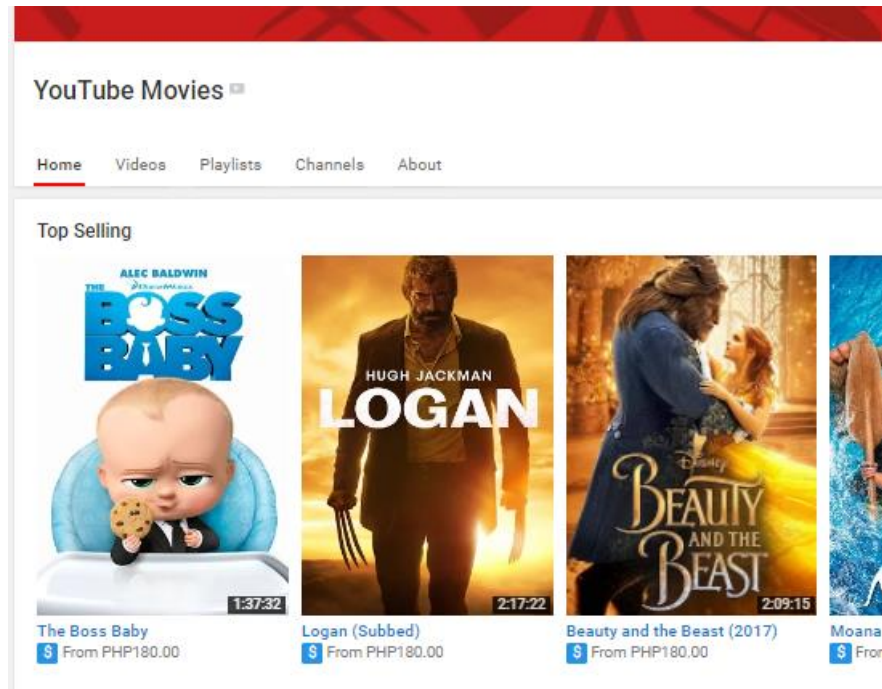 YouTube Movies
Home Videos Playlists Channels About
Top Selling
ALEC BALDWIN
DREAMWORKS
THE
BOSS
BABY
1:37:32
The Boss Baby
$ From PHP180.00
HUGH JACKMAN
LOGAN
2:17:22
Logan (Subbed)
$ From PHP180.00
Disney
BEAUTY
AND THE
BEAST
2:09:15
Beauty and the Beast (2017)
$ From PHP180.00
Moana
$ Fro